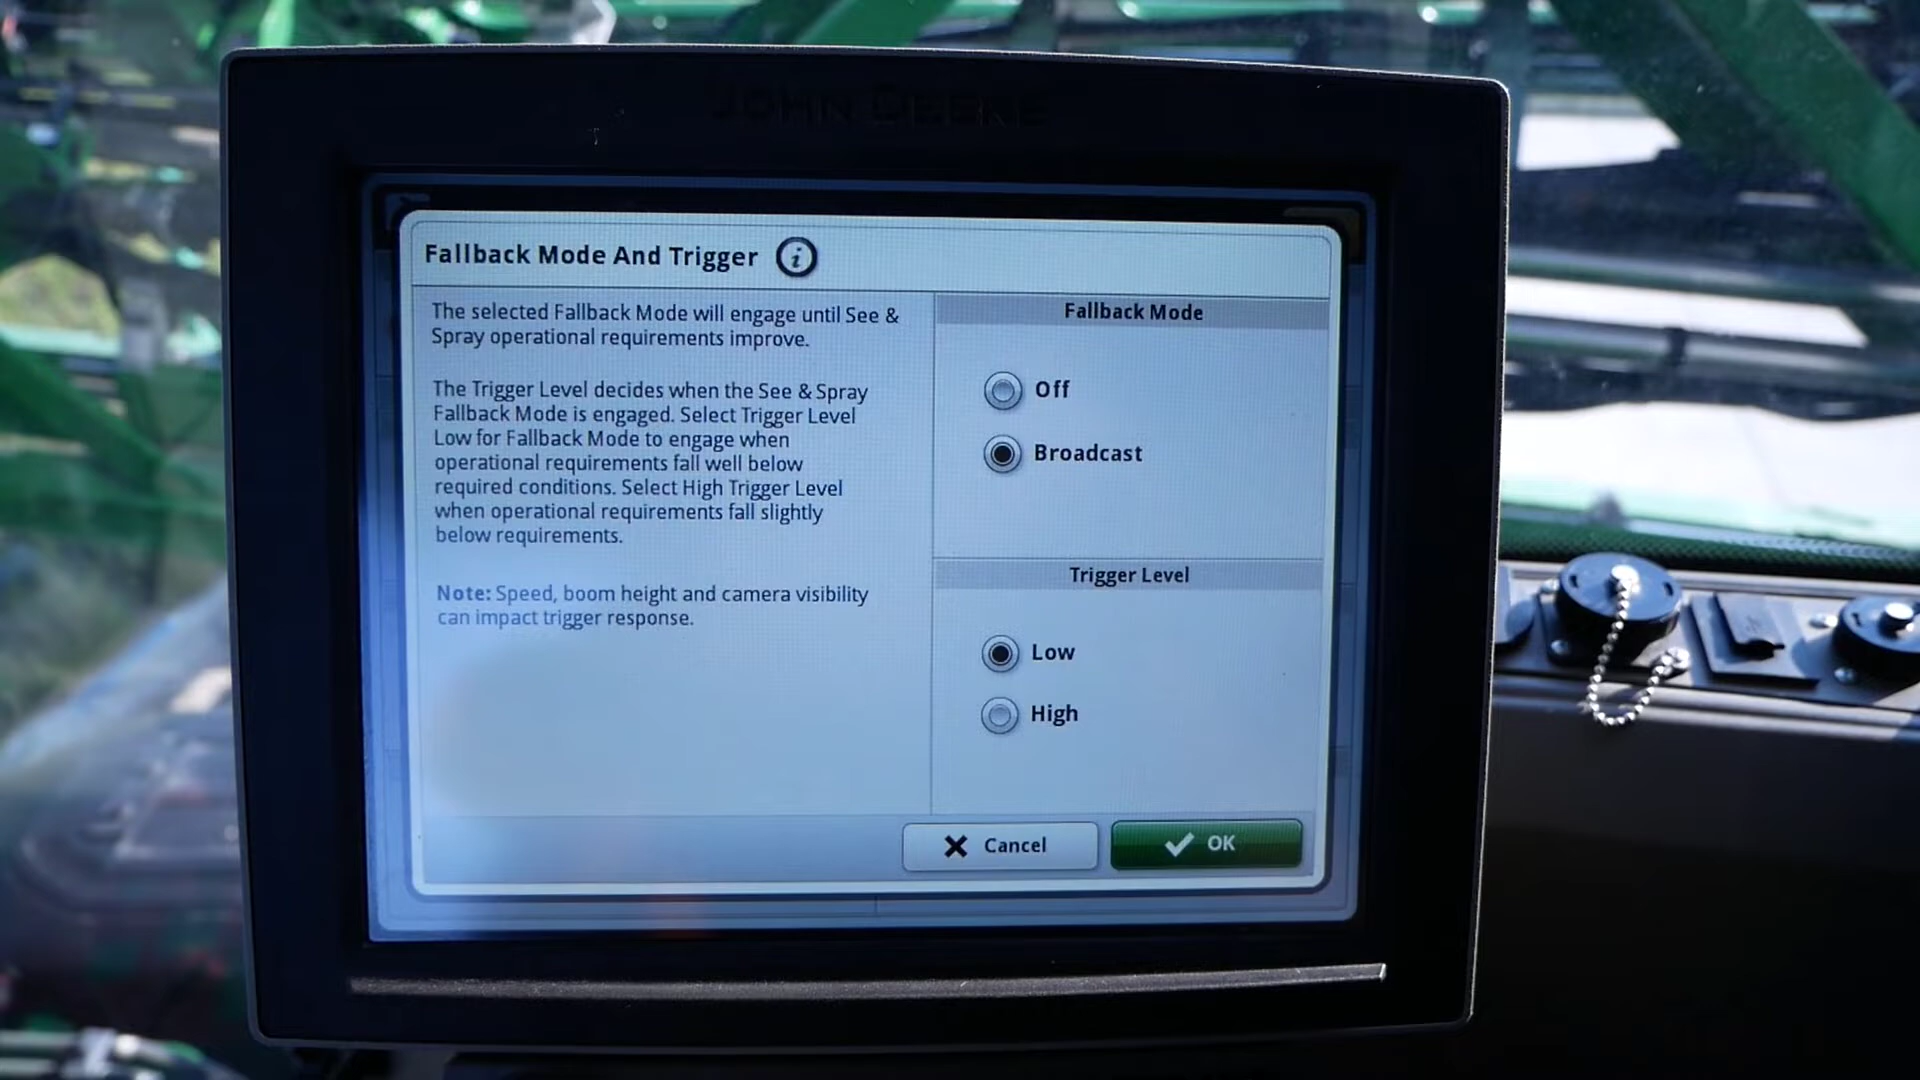 JOHN DEERE
Fallback Mode And Trigger
The selected Fallback Mode will engage until See &
Spray operational requirements improve.
The Trigger Level decides when the See & Spray
Fallback Mode is engaged. Select Trigger Level
Low for Fallback Mode to engage when
operational requirements fall well below
required conditions. Select High Trigger Level
when operational requirements fall slightly
below requirements.
Note: Speed, boom height and camera visibility
can impact trigger response.
Fallback Mode
Off
Broadcast
Trigger Level
Low
High
Cancel
OK